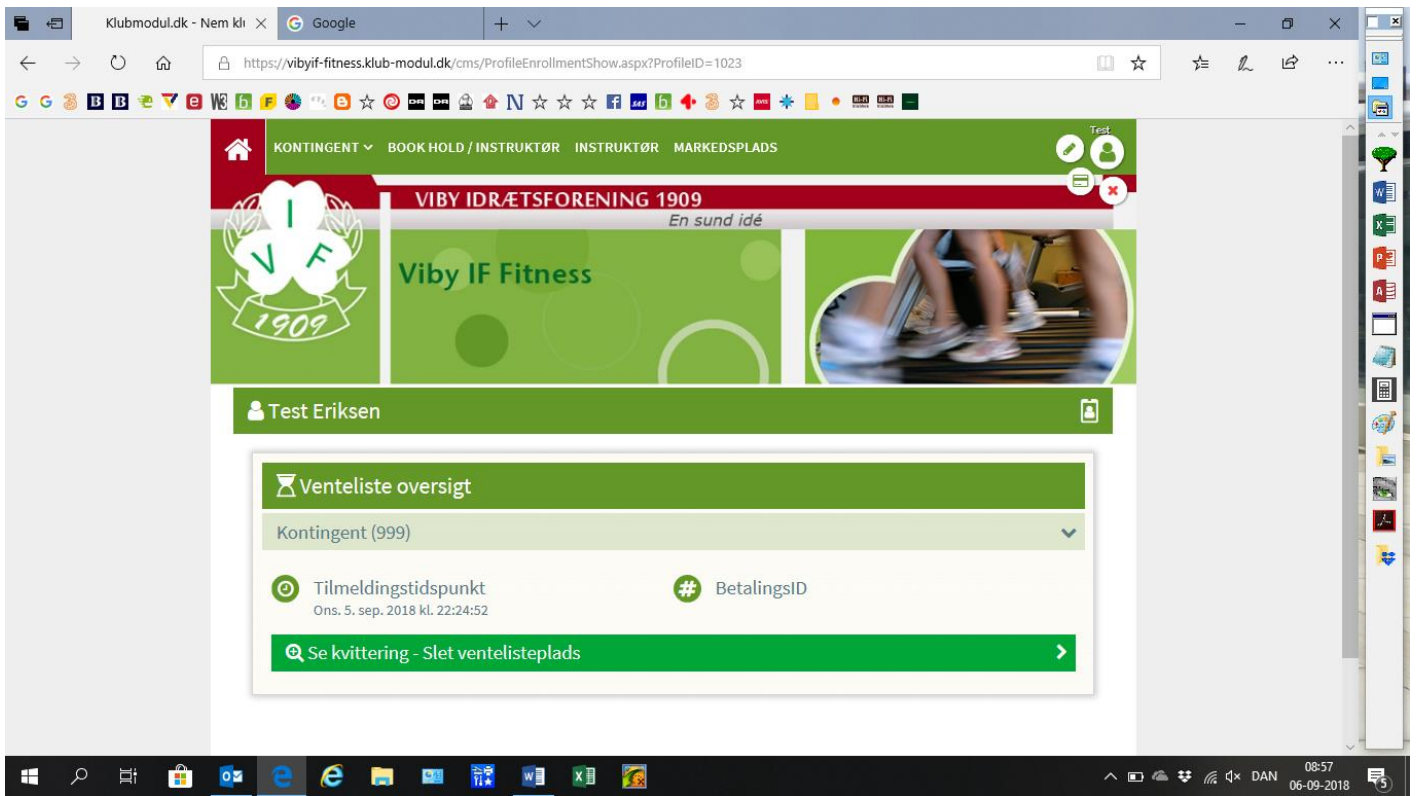 Klubmodul.dk - Nem klu
Google
https://vibyif-fitness.klub-modul.dk/cms/ProfileEnrollmentShow.aspx?ProfileID=1023
KONTINGENT BOOK HOLD / INSTRUKTØR INSTRUKTØR MARKEDSPLADS
Test
VIBY IDRÆTSFORENING 1909
En sund idé
I
V F
1909
Viby IF Fitness
Test Eriksen
Venteliste oversigt
Kontingent (999)
Tilmeldingstidspunkt
Ons. 5. sep. 2018 kl. 22:24:52
BetalingsID
Se kvittering - Slet ventelisteplads
DAN
08:57
06-09-2018